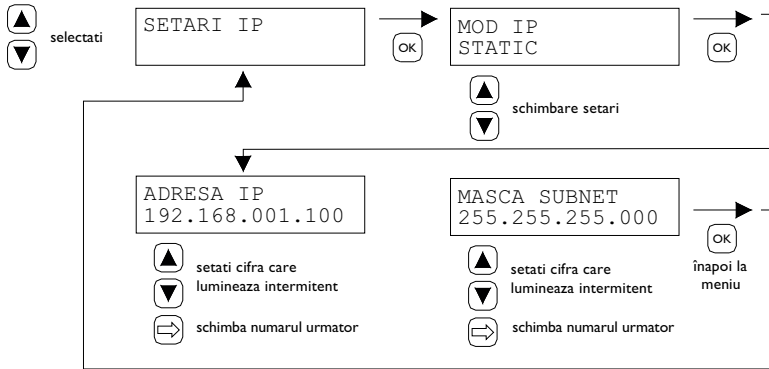 selectati
SETARI IP
OK
MOD IP
STATIC
OK
schimbare setari
ADRESA IP
192.168.001.100
setati cifra care
lumineaza intermitent
schimba numarul urmator
MASCA SUBNET
255.255.255.000
setati cifra care
lumineaza intermitent
schimba numarul urmator
OK
înapoi la
meniu